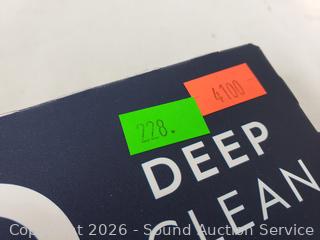 4100
228.
DEEP
CLEAN
Copyright 2026 - Sound Auction Service